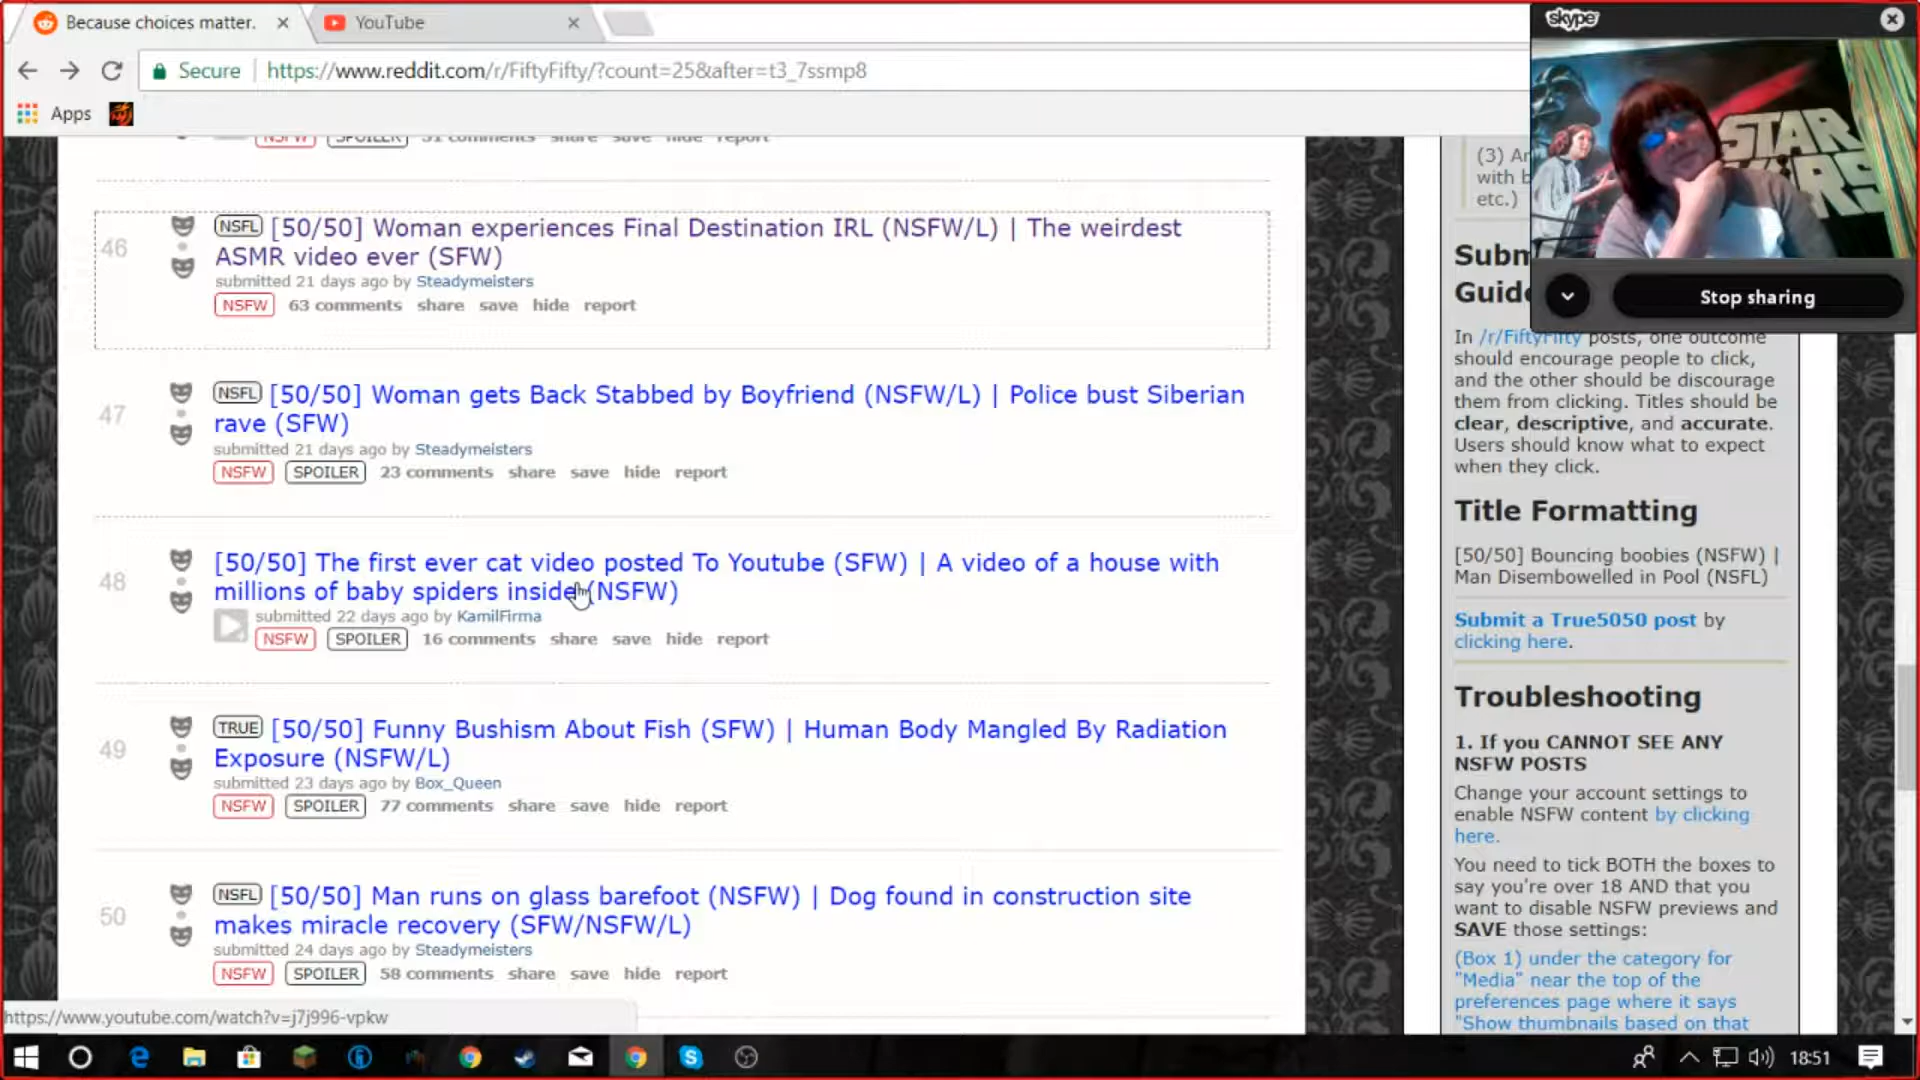 Because choices matter.
YouTube
Secure
https://www.reddit.com/r/FiftyFifty/?count=25&after=t3_7ssmp8
Apps
skype
STAR
WARS
Stop sharing
NSFW SPOILER 51 comments share save hide report
46
NSFL [50/50] Woman experiences Final Destination IRL (NSFW/L) | The weirdest
ASMR video ever (SFW)
submitted 21 days ago by Steadymeisters
NSFW 63 comments share save hide report
47
NSFL [50/50] Woman gets Back Stabbed by Boyfriend (NSFW/L) | Police bust Siberian
rave (SFW)
submitted 21 days ago by Steadymeisters
NSFW SPOILER 23 comments share save hide report
48
[50/50] The first ever cat video posted To Youtube (SFW) | A video of a house with
millions of baby spiders inside (NSFW)
submitted 22 days ago by KamilFirma
NSFW SPOILER 16 comments share save hide report
49
TRUE [50/50] Funny Bushism About Fish (SFW) | Human Body Mangled By Radiation
Exposure (NSFW/L)
submitted 23 days ago by Box_Queen
NSFW SPOILER 77 comments share save hide report
50
NSFL [50/50] Man runs on glass barefoot (NSFW) | Dog found in construction site
makes miracle recovery (SFW/NSFW/L)
submitted 24 days ago by Steadymeisters
NSFW SPOILER 58 comments share save hide report
https://www.youtube.com/watch?v=j7j996-vpkw
(3)
with
etc.)
Subm
Guide
In /r/FiftyFifty posts, one outcome
should encourage people to click,
and the other should be discourage
them from clicking. Titles should be
clear, descriptive, and accurate.
Users should know what to expect
when they click.
Title Formatting
[50/50] Bouncing boobies (NSFW) |
Man Disembowelled in Pool (NSFL)
Submit a True5050 post by
clicking here.
Troubleshooting
1. If you CANNOT SEE ANY
NSFW POSTS
Change your account settings to
enable NSFW content by clicking
here.
You need to tick BOTH the boxes to
say you're over 18 AND that you
want to disable NSFW previews and
SAVE those settings:
(Box 1) under the category for
"Media" near the top of the
preferences page where it says
"Show thumbnails based on that
18:51